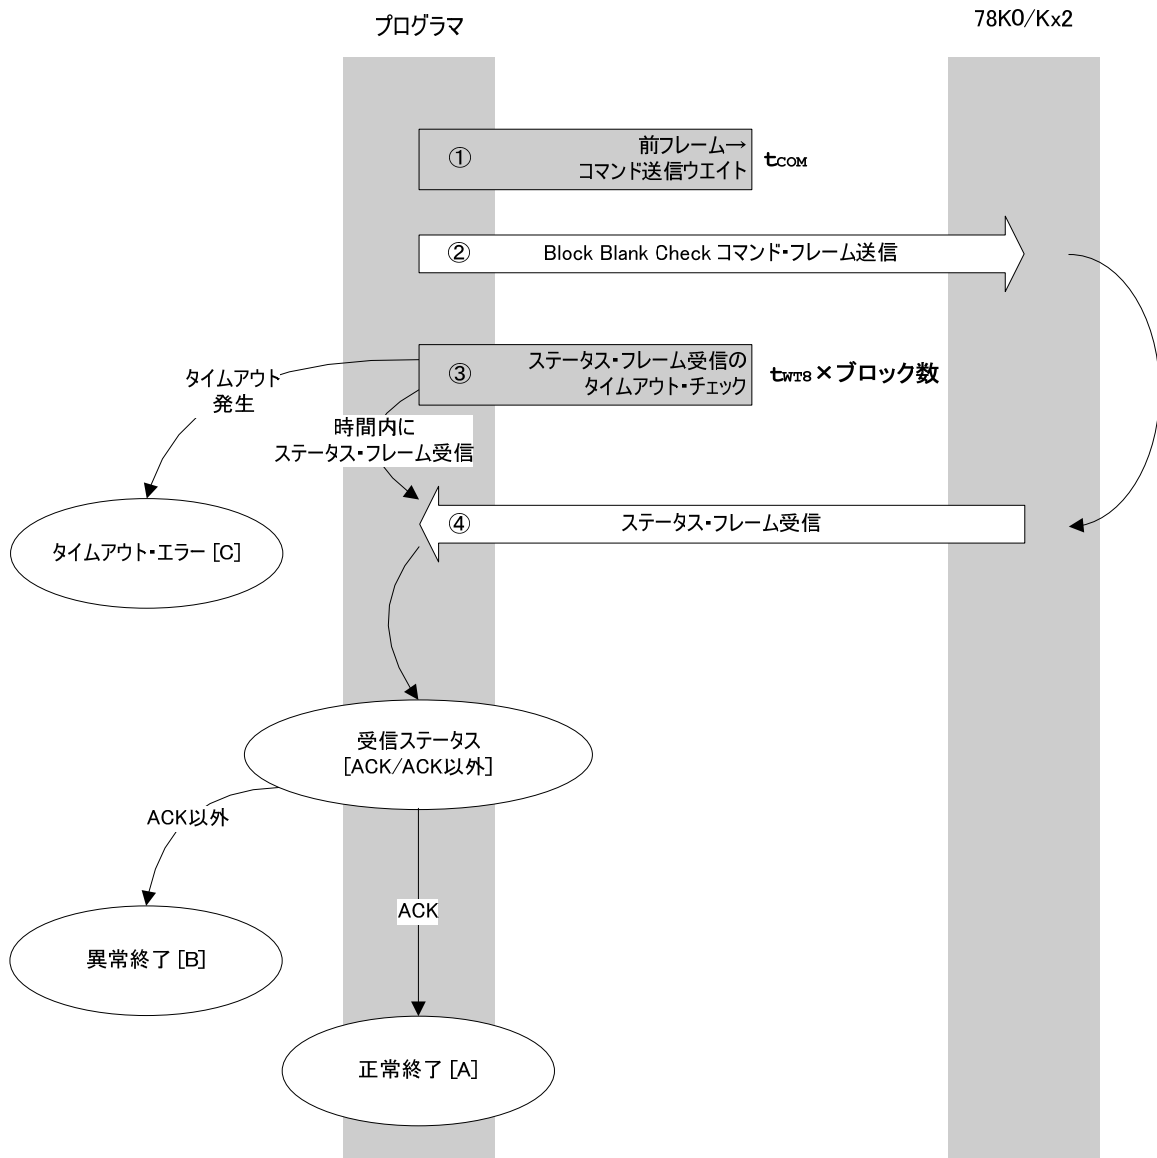 プログラマ
78K0/Kx2
①
前フレーム→
コマンド送信ウエイト
tCOM
②
Block Blank Check コマンド・フレーム送信
③
ステータス・フレーム受信の
タイムアウト・チェック
tWT8×ブロック数
タイムアウト
発生
時間内に
ステータス・フレーム受信
④
ステータス・フレーム受信
タイムアウト・エラー [C]
受信ステータス
[ACK/ACK以外]
ACK以外
ACK
異常終了 [B]
正常終了 [A]